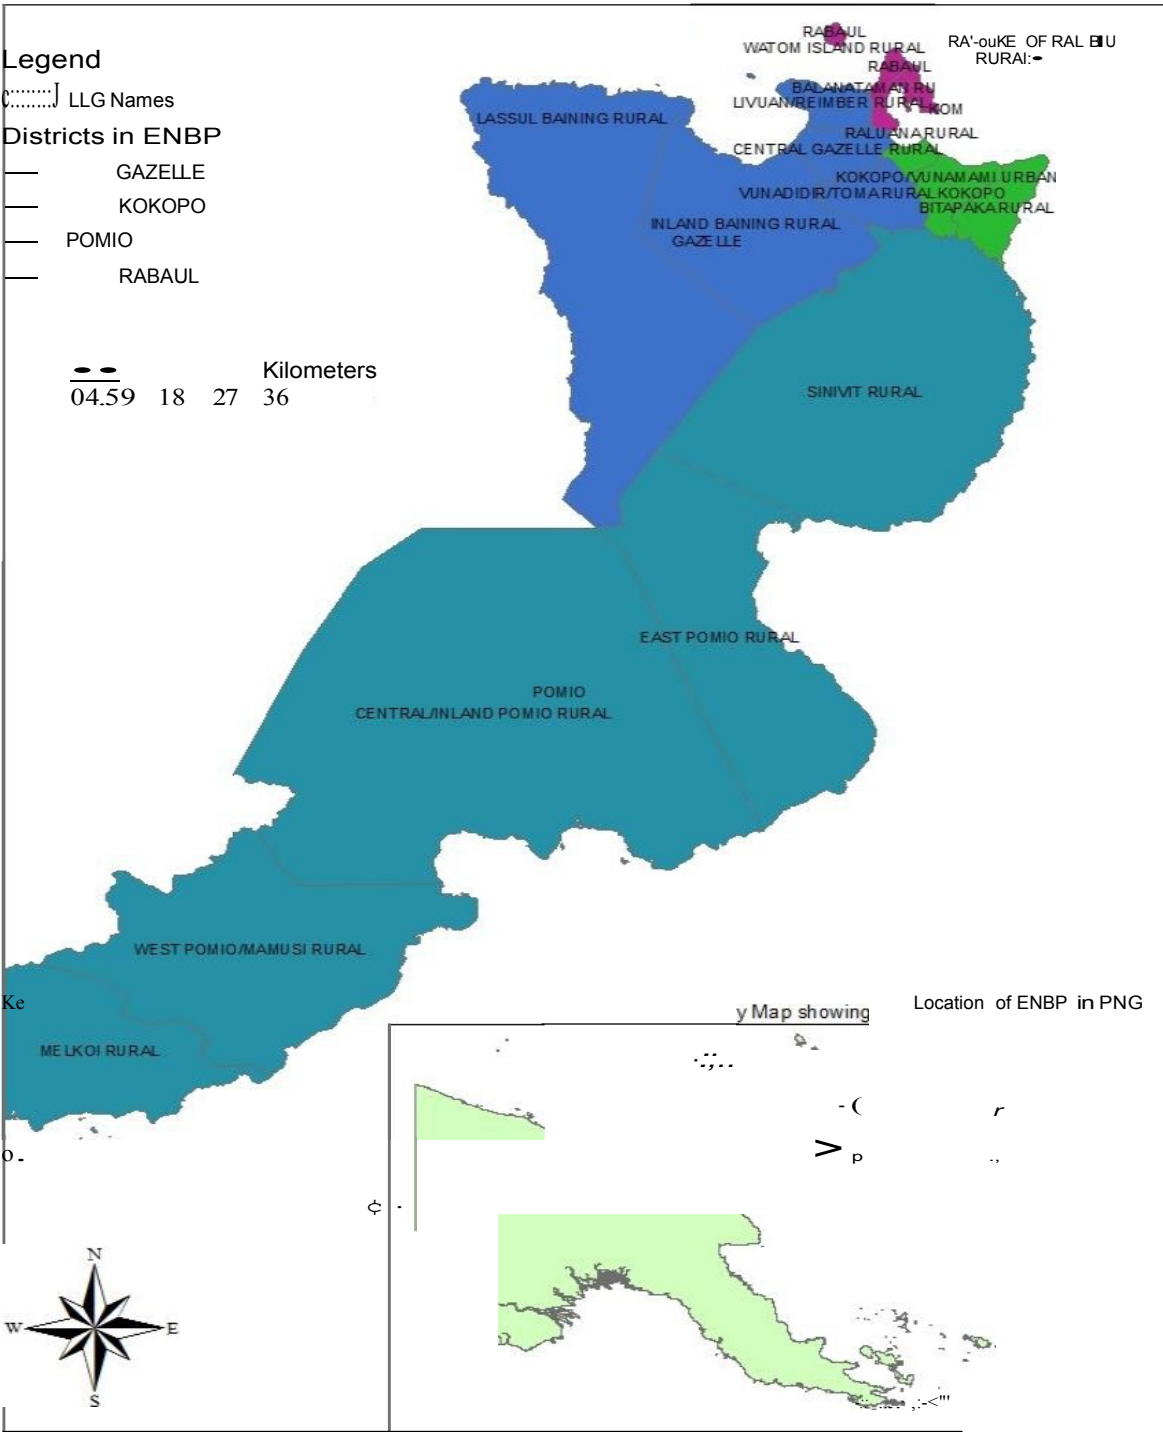 Legend
LLG Names
Districts in ENBP
GAZELLE
KOKOPO
POMIO
RABAUL
Kilometers
04.59 18 27 36
RABAUL
WATOM ISLAND RURAL
RABAUL
OF
BALANATAMAN RU
LIVUAN/REIMBER RURAL
KOM
RALUANA RURAL
CENTRAL GAZELLE RURAL
KOKOPO/VUNAMAMI URBAN
VUNADIDIR/TOMA RURAL KOKOPO
BITAPAKA RURAL
LASSUL BAINING RURAL
INLAND BAINING RURAL
GAZELLE
SINIVIT RURAL
EAST POMIO RURAL
POMIO
CENTRAL/INLAND POMIO RURAL
WEST POMIO/MAMUSI RURAL
MELKOI RURAL
Ke
y Map showing
Location of ENBP in PNG
N
W E
S